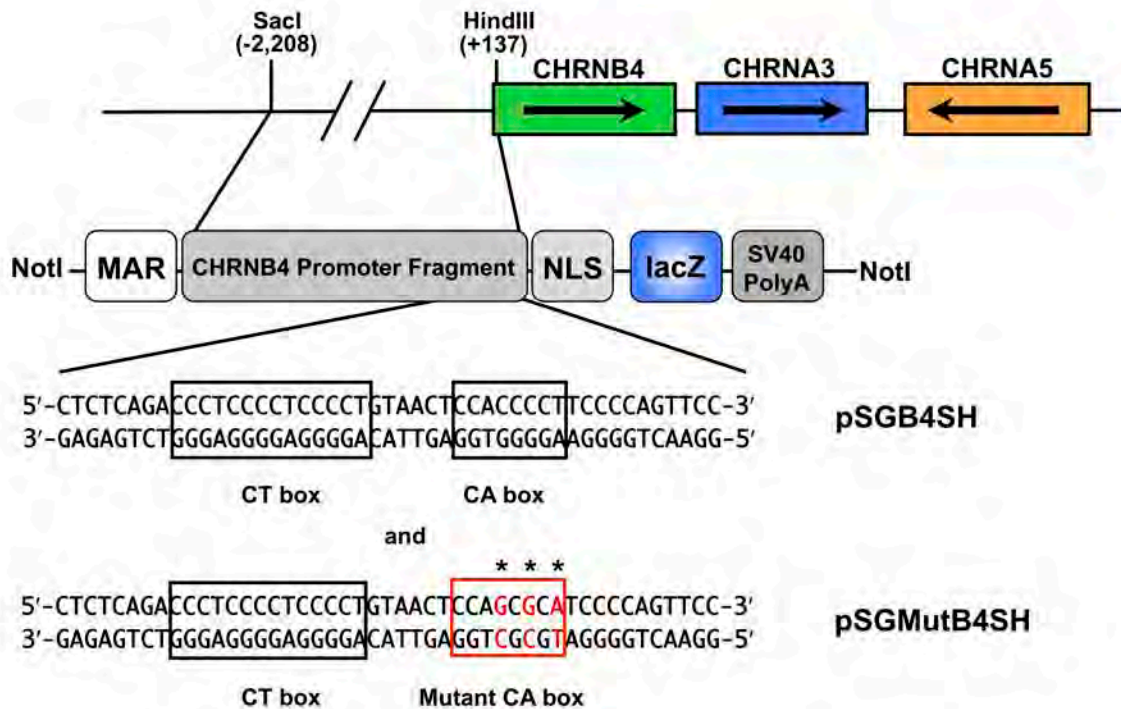 SacI
(-2,208)
HindIII
(+137)
CHRNB4
CHRNA3
CHRNA5
NotI
MAR
CHRNB4 Promoter Fragment
NLS
lacZ
SV40
PolyA
NotI
5′-CTCTCAGACCCTCCCCTCCCCTGTAACTCCACCCCTTCCCCAGTTCC-3′
3′-GAGAGTCTGGGAGGGGAGGGGACATTGAGGTGGGGAAGGGGTCAAGG-5′
pSGB4SH
CT box
CA box
and
* * *
5′-CTCTCAGACCCTCCCCTCCCCTGTAACTCCAGCGCATCCCCAGTTCC-3′
3′-GAGAGTCTGGGAGGGGAGGGGACATTGAGGTCGCGTAGGGGTCAAGG-5′
pSGMutB4SH
CT box
Mutant CA box